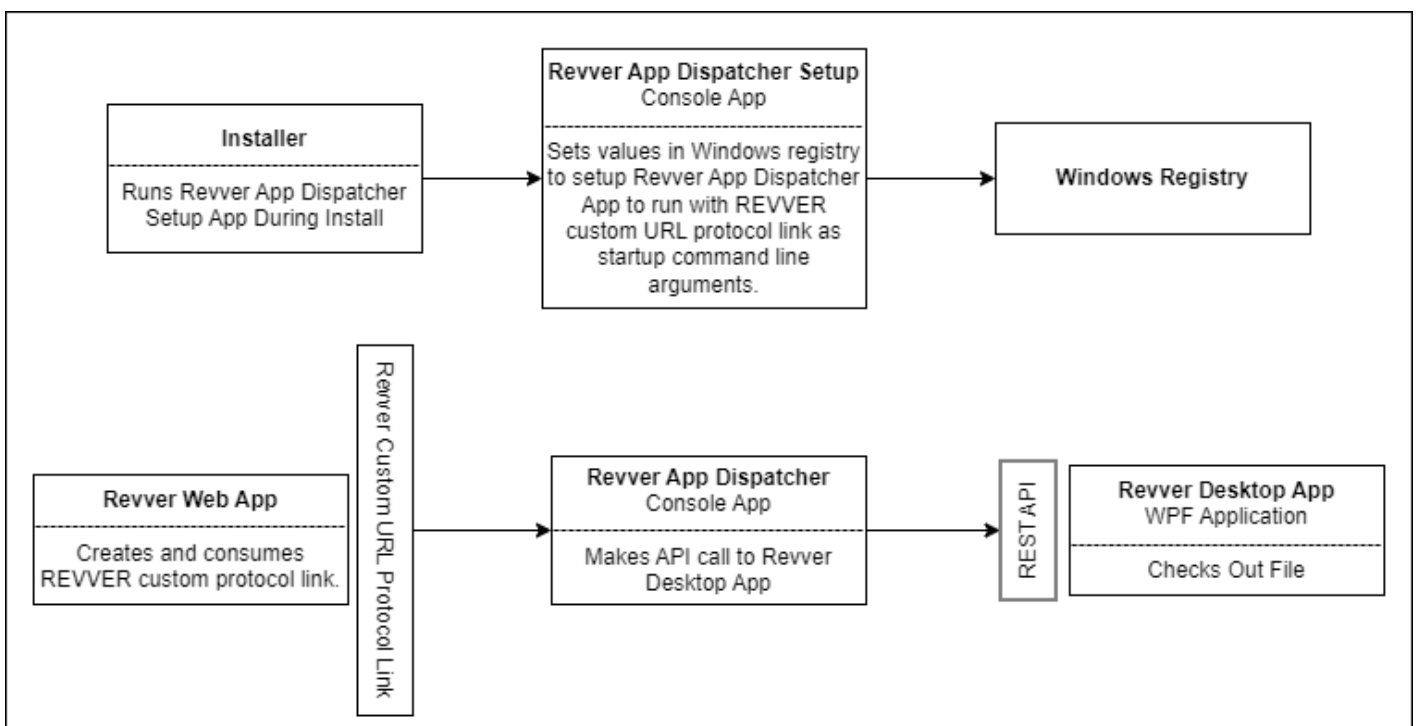 Installer
Runs Revver App Dispatcher
Setup App During Install
Revver App Dispatcher Setup
Console App
Sets values in Windows registry
to setup Revver App Dispatcher
App to run with REVVER
custom URL protocol link as
startup command line
arguments.
Windows Registry
Revver Web App
Creates and consumes
REVVER custom protocol link.
Revver Custom URL Protocol Link
Revver App Dispatcher
Console App
Makes API call to Revver
Desktop App
REST API
Revver Desktop App
WPF Application
Checks Out File